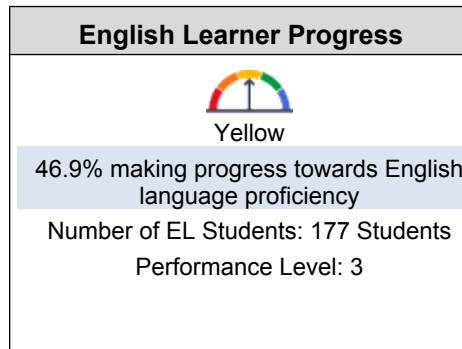 English Learner Progress
Yellow
46.9% making progress towards English
language proficiency
Number of EL Students: 177 Students
Performance Level: 3